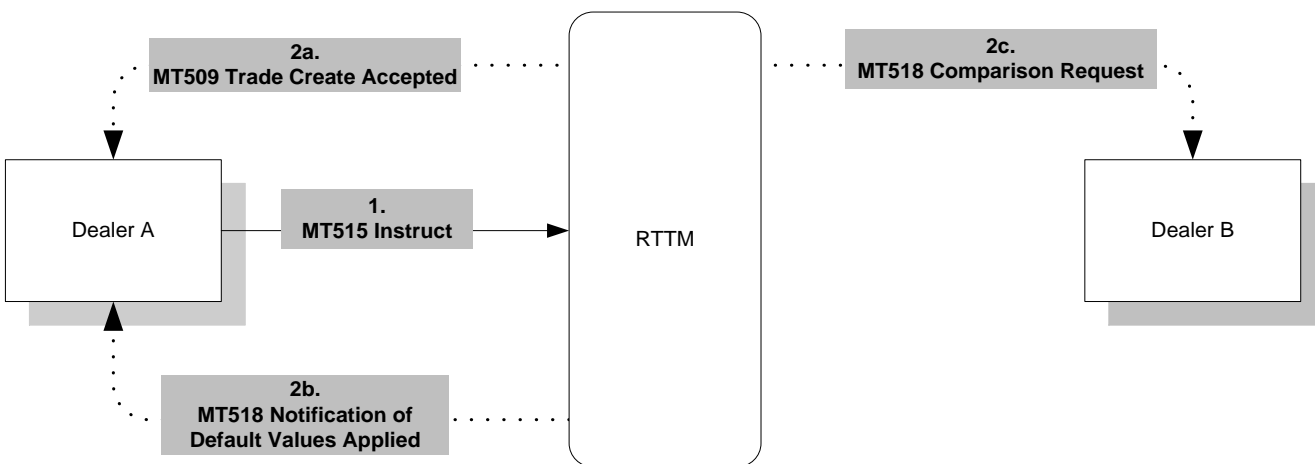 2a.
MT509 Trade Create Accepted
2c.
MT518 Comparison Request
Dealer A
1.
MT515 Instruct
RTTM
Dealer B
2b.
MT518 Notification of
Default Values Applied